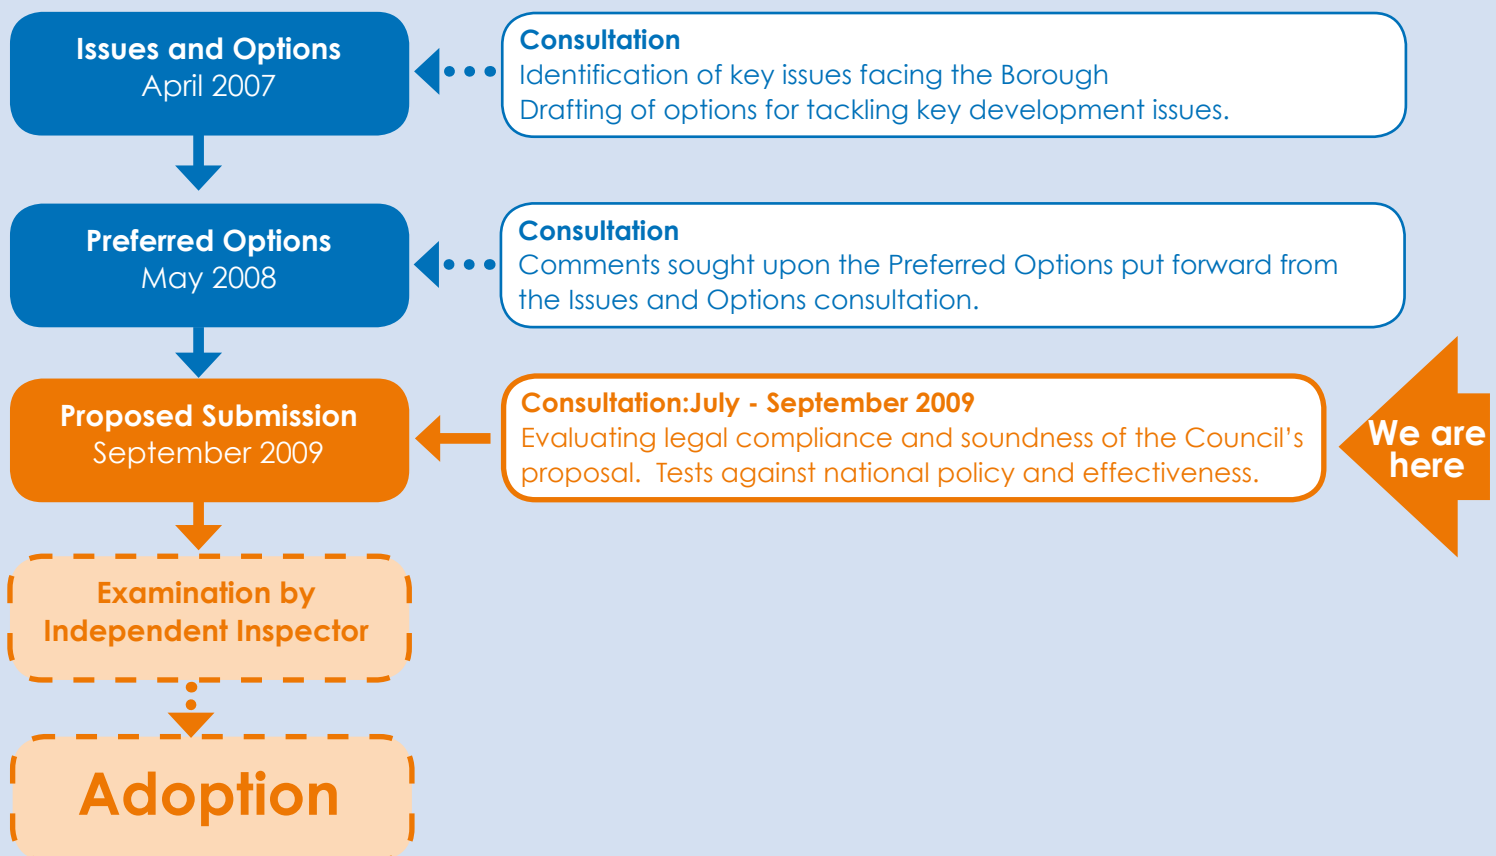 Issues and Options
April 2007
Consultation
Identification of key issues facing the Borough
Drafting of options for tackling key development issues.
Preferred Options
May 2008
Consultation
Comments sought upon the Preferred Options put forward from
the Issues and Options consultation.
Proposed Submission
September 2009
Consultation:July - September 2009
Evaluating legal compliance and soundness of the Council’s
proposal.  Tests against national policy and effectiveness.
We are
here
Examination by
Independent Inspector
Adoption